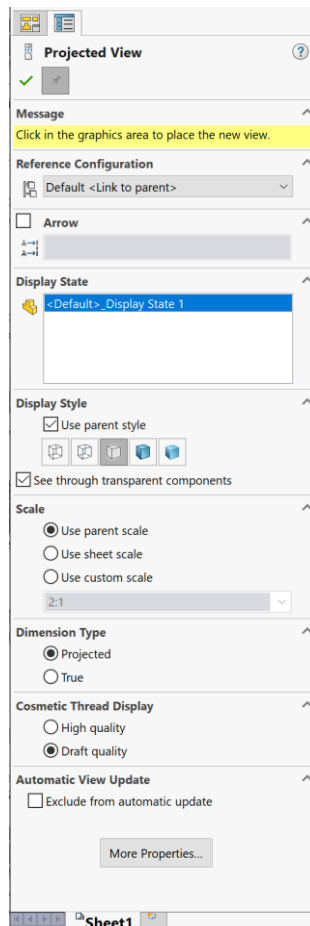 Projected View
Message
Click in the graphics area to place the new view.
Reference Configuration
Default <Link to parent>
Arrow
A
A
Display State
<Default>_Display State 1
Display Style
Use parent style
See through transparent components
Scale
Use parent scale
Use sheet scale
Use custom scale
2:1
Dimension Type
Projected
True
Cosmetic Thread Display
High quality
Draft quality
Automatic View Update
Exclude from automatic update
More Properties...
Sheet1